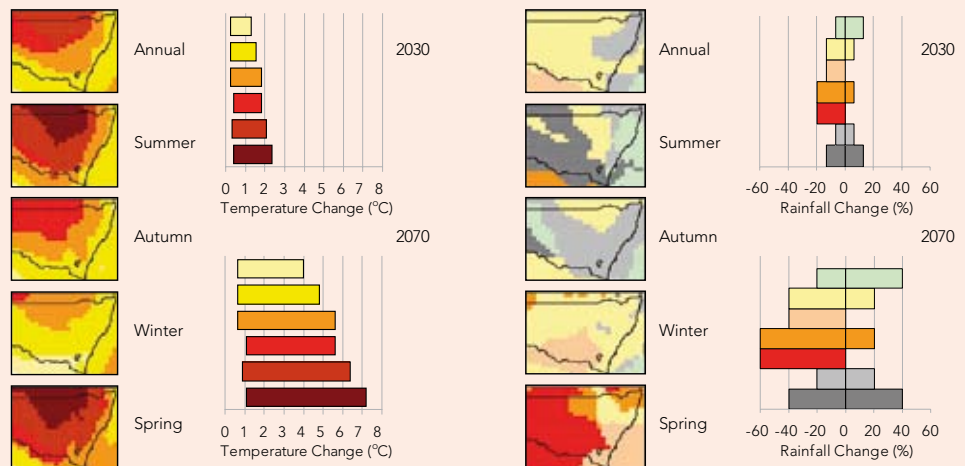 Annual
2030
Summer
0 1 2 3 4 5 6 7 8
Temperature Change (°C)
Autumn
2070
Winter
Spring
0 1 2 3 4 5 6 7 8
Temperature Change (°C)
Annual
2030
Summer
-60 -40 -20 0 20 40 60
Rainfall Change (%)
Autumn
2070
Winter
Spring
-60 -40 -20 0 20 40 60
Rainfall Change (%)